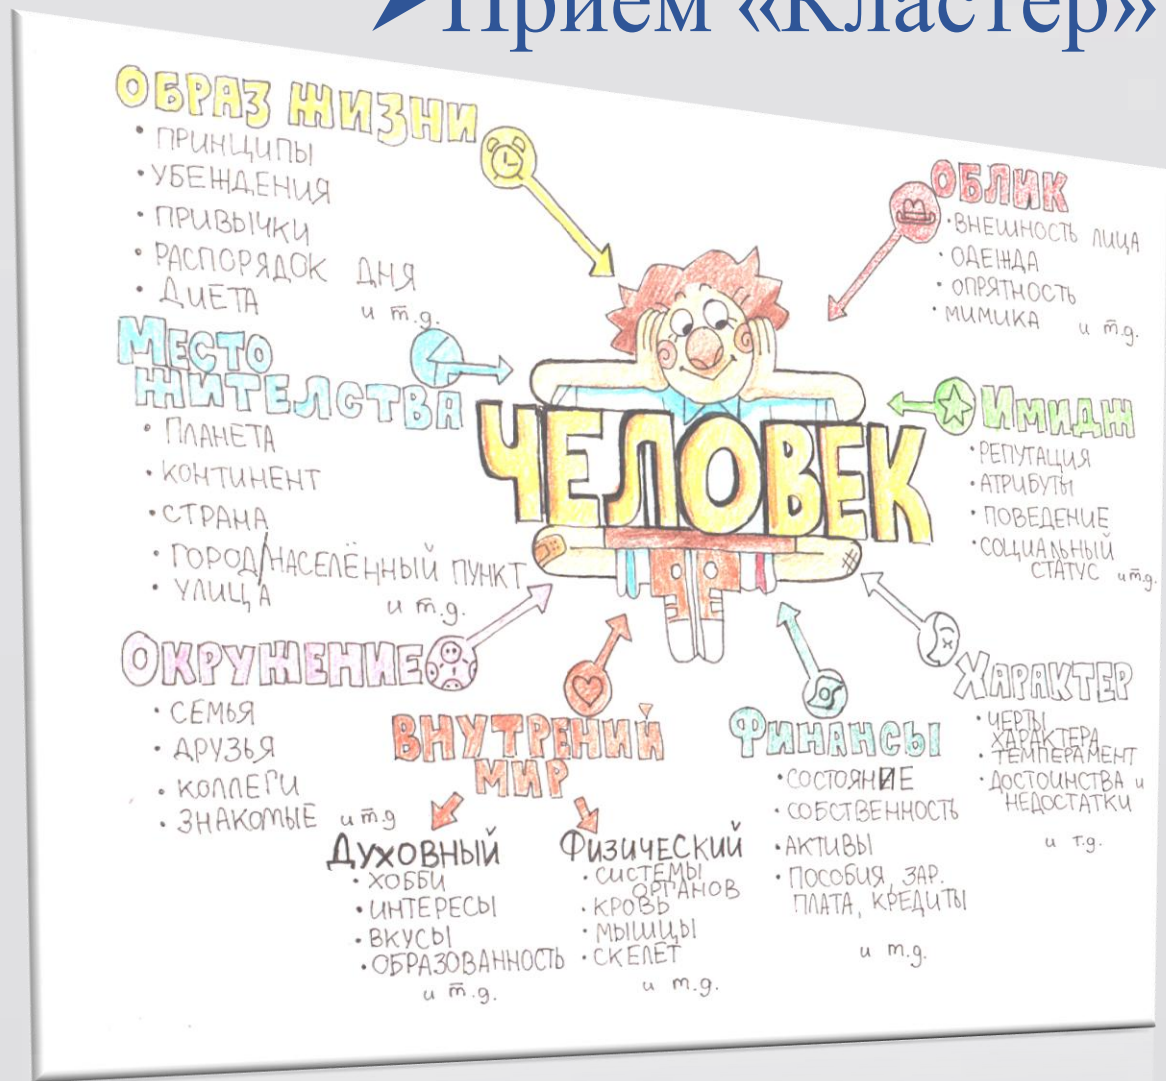 Приём «Кластер»
ОБРАЗ ЖИЗНИ
• ПРИНЦИПЫ
• УБЕЖДЕНИЯ
• ПРИВЫЧКИ
• РАСПОРЯДОК ДНЯ
• ДИЕТА
и т.д.
МЕСТО
ЖИТЕЛСТВА
• ПЛАНЕТА
• КОНТИНЕНТ
• СТРАНА
• ГОРОД/НАСЕЛЁННЫЙ ПУНКТ
• УЛИЦА
и т.д.
ОКРУЖЕНИЕ
• СЕМЬЯ
• ДРУЗЬЯ
• КОЛЛЕГИ
• ЗНАКОМЫЕ
и т.д
ЧЕЛОВЕК
ВНУТРЕНИЙ
МИР
ДУХОВНЫЙ
• ХОББИ
• ИНТЕРЕСЫ
• ВКУСЫ
• ОБРАЗОВАННОСТЬ
и т.д.
ФИЗИЧЕСКИЙ
• СИСТЕМЫ
ОРГАНОВ
• КРОВЬ
• МЫШЦЫ
• СКЕЛЕТ
и т.д.
ФИНАНСЫ
• СОСТОЯНИЕ
• СОБСТВЕННОСТЬ
• АКТИВЫ
• ПОСОБИЯ, ЗАР.
ПЛАТА, КРЕДИТЫ
и т.д.
ОБЛИК
• ВНЕШНОСТЬ ЛИЦА
• ОДЕЖДА
• ОПРЯТНОСТЬ
• МИМИКА
и т.д.
ИМИДЖ
• РЕПУТАЦИЯ
• АТРИБУТЫ
• ПОВЕДЕНИЕ
• СОЦИАЛЬНЫЙ
СТАТУС
и т.д.
ХАРАКТЕР
• ЧЕРТЫ
ХАРАКТЕРА
• ТЕМПЕРАМЕНТ
• ДОСТОИНСТВА и
НЕДОСТАТКИ
и т.д.